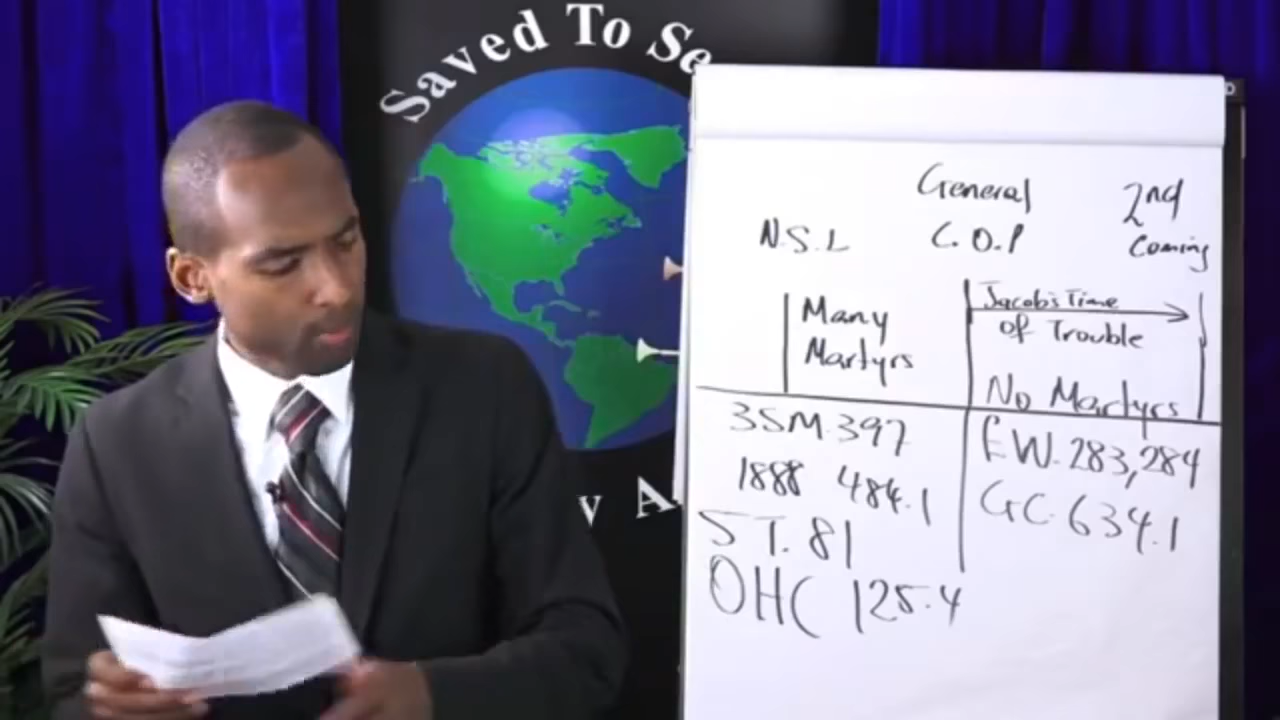 Saved To Se
General
2nd
N.S.L
C.O.P
Coming
Many
Martyrs
Jacob's Time
of Trouble
No Martyrs
3SM.397
1888 484.1
5T.81
OHC 125.4
EW.283,284
GC.634.1